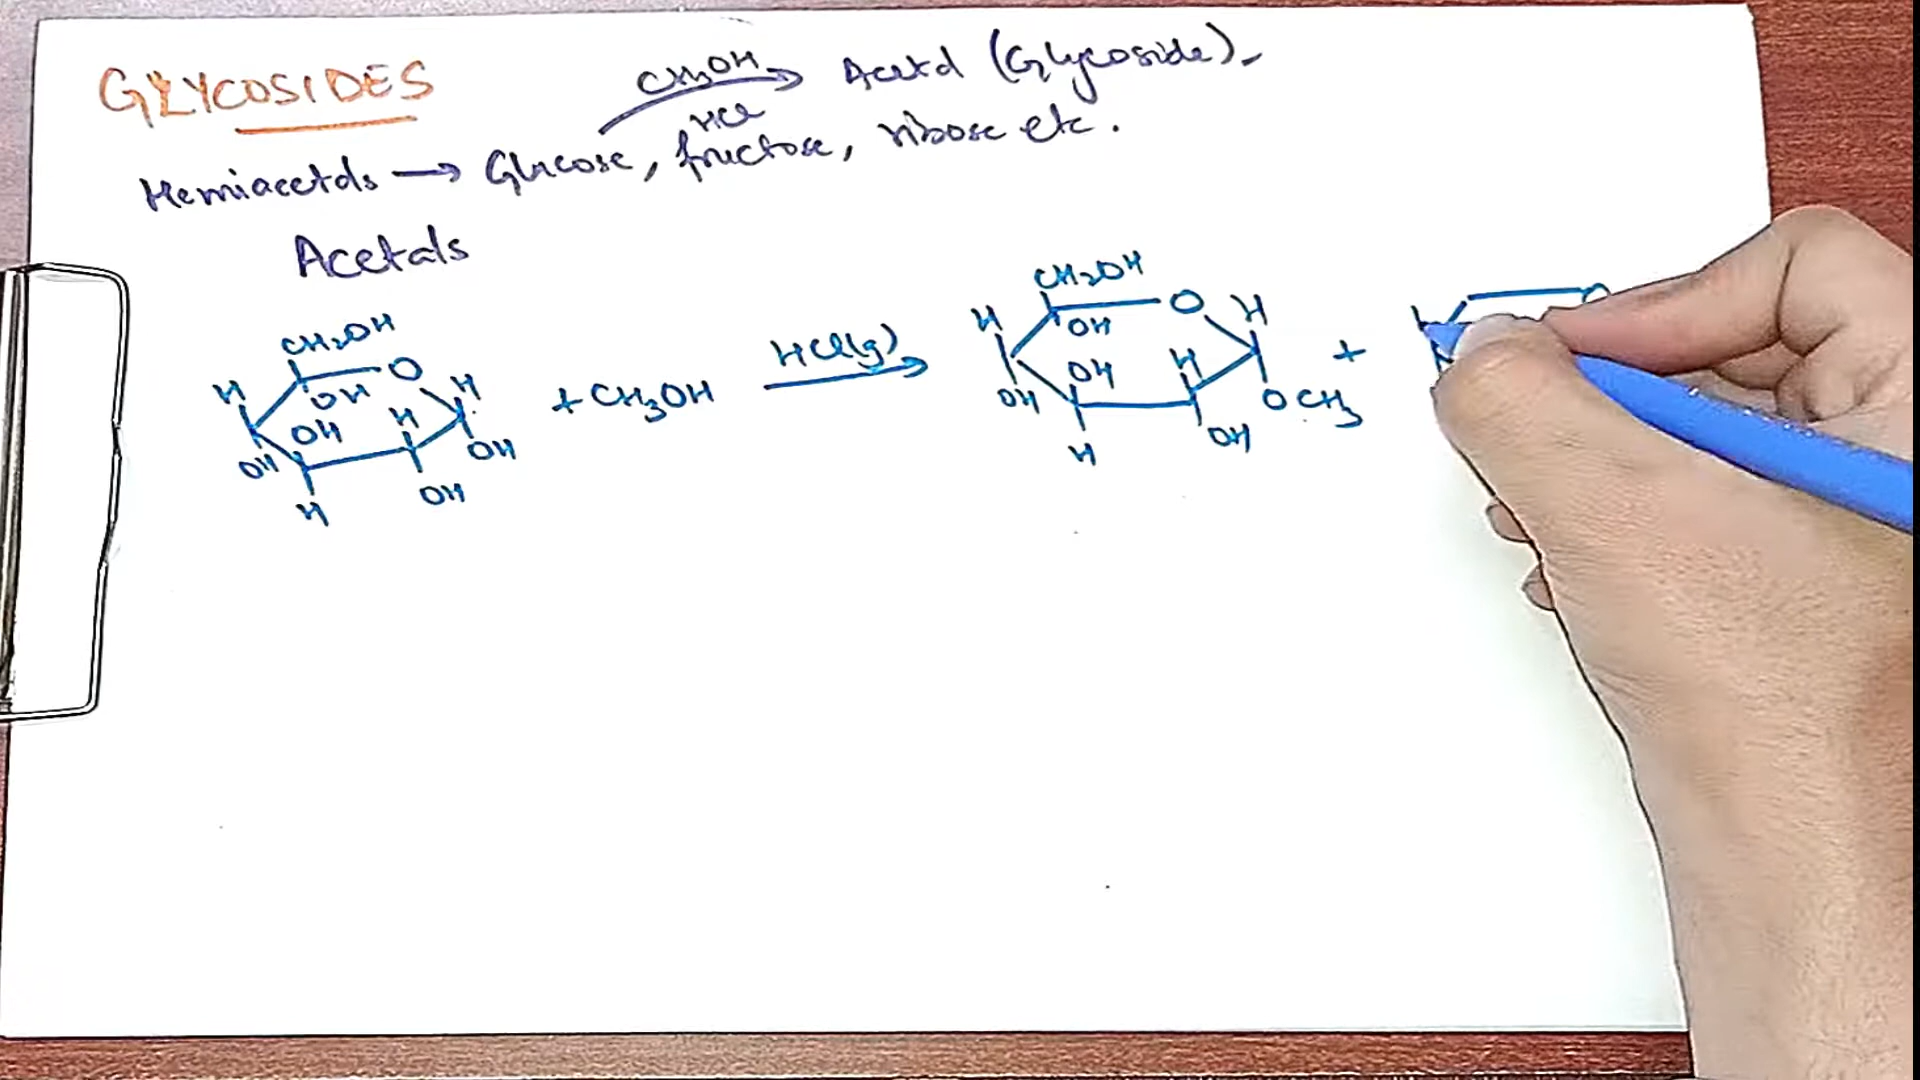 GLYCOSIDES
CH3OH Acetal (Glycoside).
HCl
Hemiacetals → Glucose, fructose, ribose etc.
Acetals
CH2OH
H OH O H
OH H
OH OH
H OH
+ CH3OH
HCl(g)
CH2OH
H OH O H
OH H
OH OCH3
H OH
+
O